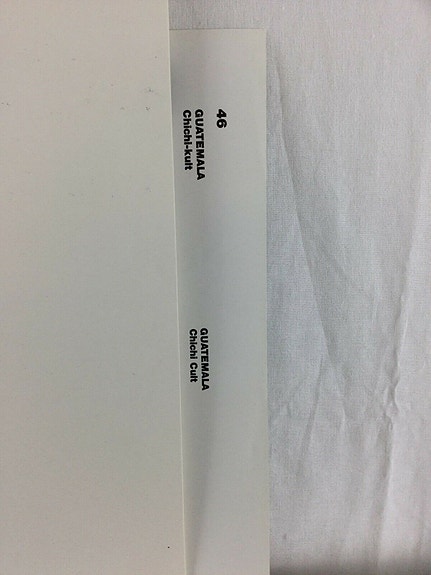 46
GUATEMALA
Chichi-kult
GUATEMALA
Chichi Cult